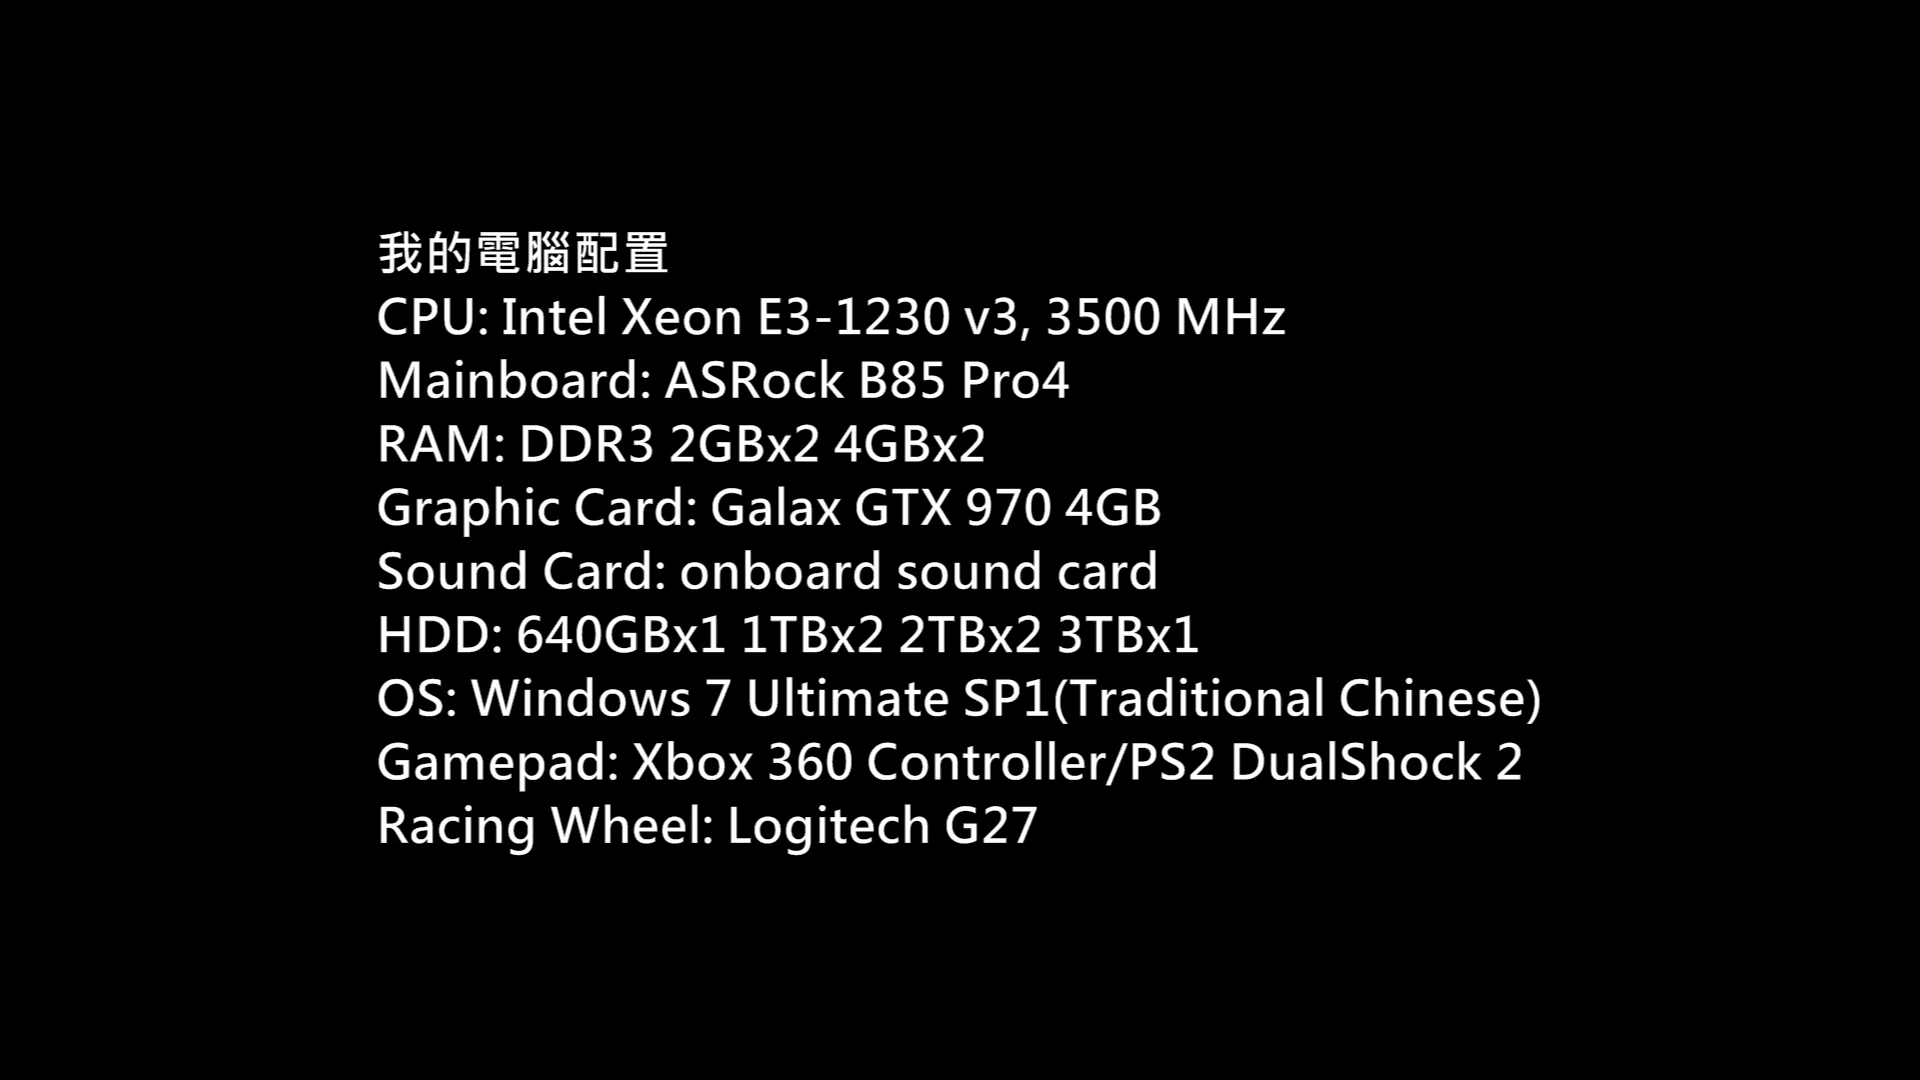 我的電腦配置
CPU: Intel Xeon E3-1230 v3, 3500 MHz
Mainboard: ASRock B85 Pro4
RAM: DDR3 2GBx2 4GBx2
Graphic Card: Galax GTX 970 4GB
Sound Card: onboard sound card
HDD: 640GBx1 1TBx2 2TBx2 3TBx1
OS: Windows 7 Ultimate SP1(Traditional Chinese)
Gamepad: Xbox 360 Controller/PS2 DualShock 2
Racing Wheel: Logitech G27